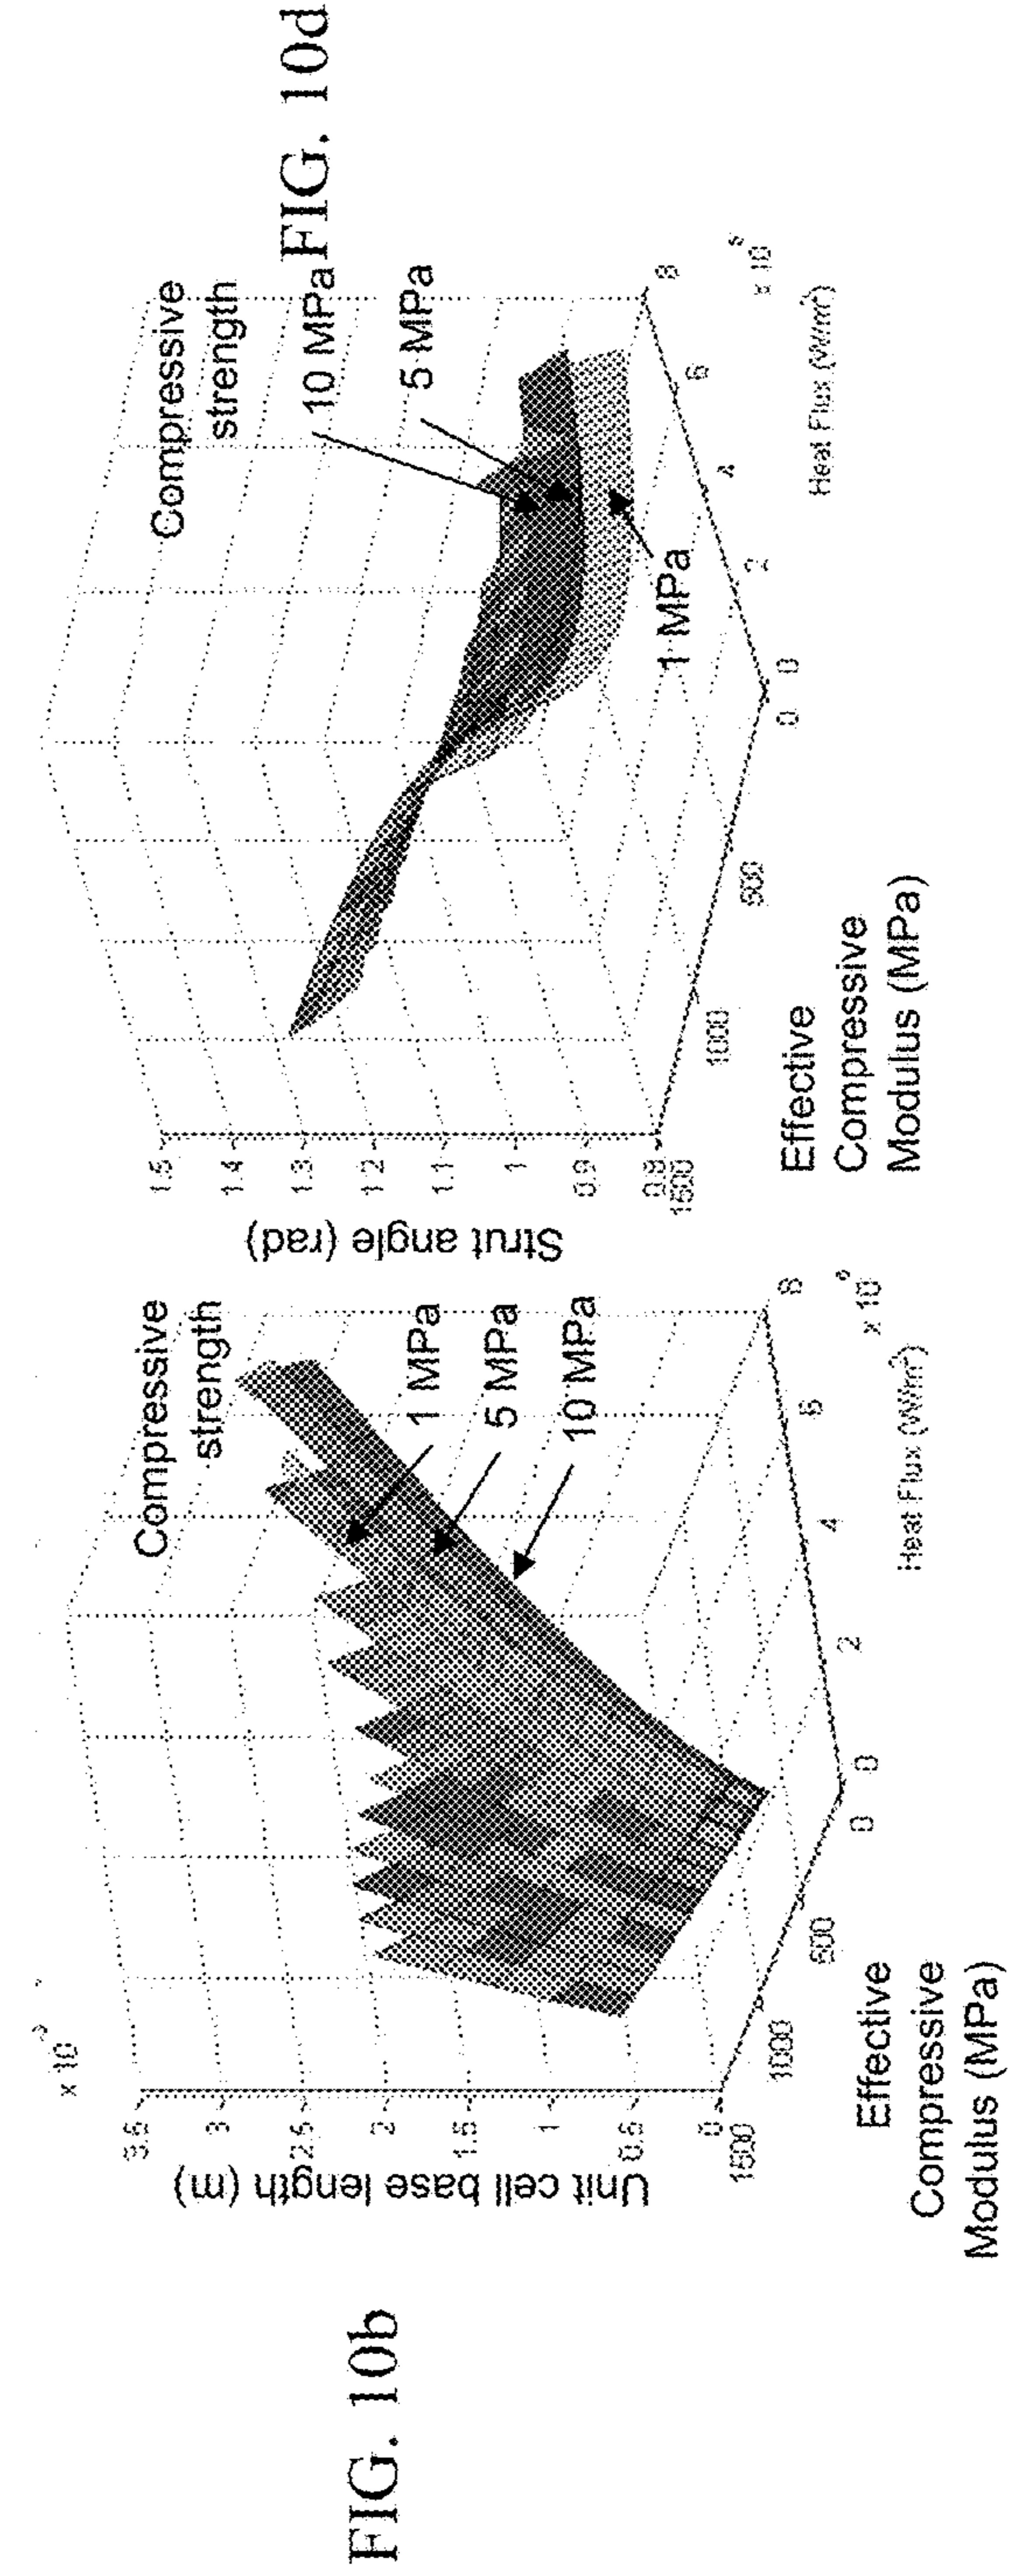 FIG. 10b
x 10⁻³
Compressive
strength
1 MPa
5 MPa
10 MPa
Unit cell base length (m)
3.5
3
2.5
2
1.5
1
0.5
0
1500
1000
500
0
0
2
4
6
8
Heat Flux (W/m²)
Effective
Compressive
Modulus (MPa)
FIG. 10d
Compressive
strength
10 MPa
5 MPa
1 MPa
Strut angle (rad)
1.5
1.4
1.3
1.2
1.1
1
0.9
0.8
1500
1000
500
0
0
2
4
6
8
Heat Flux (W/m²)
Effective
Compressive
Modulus (MPa)